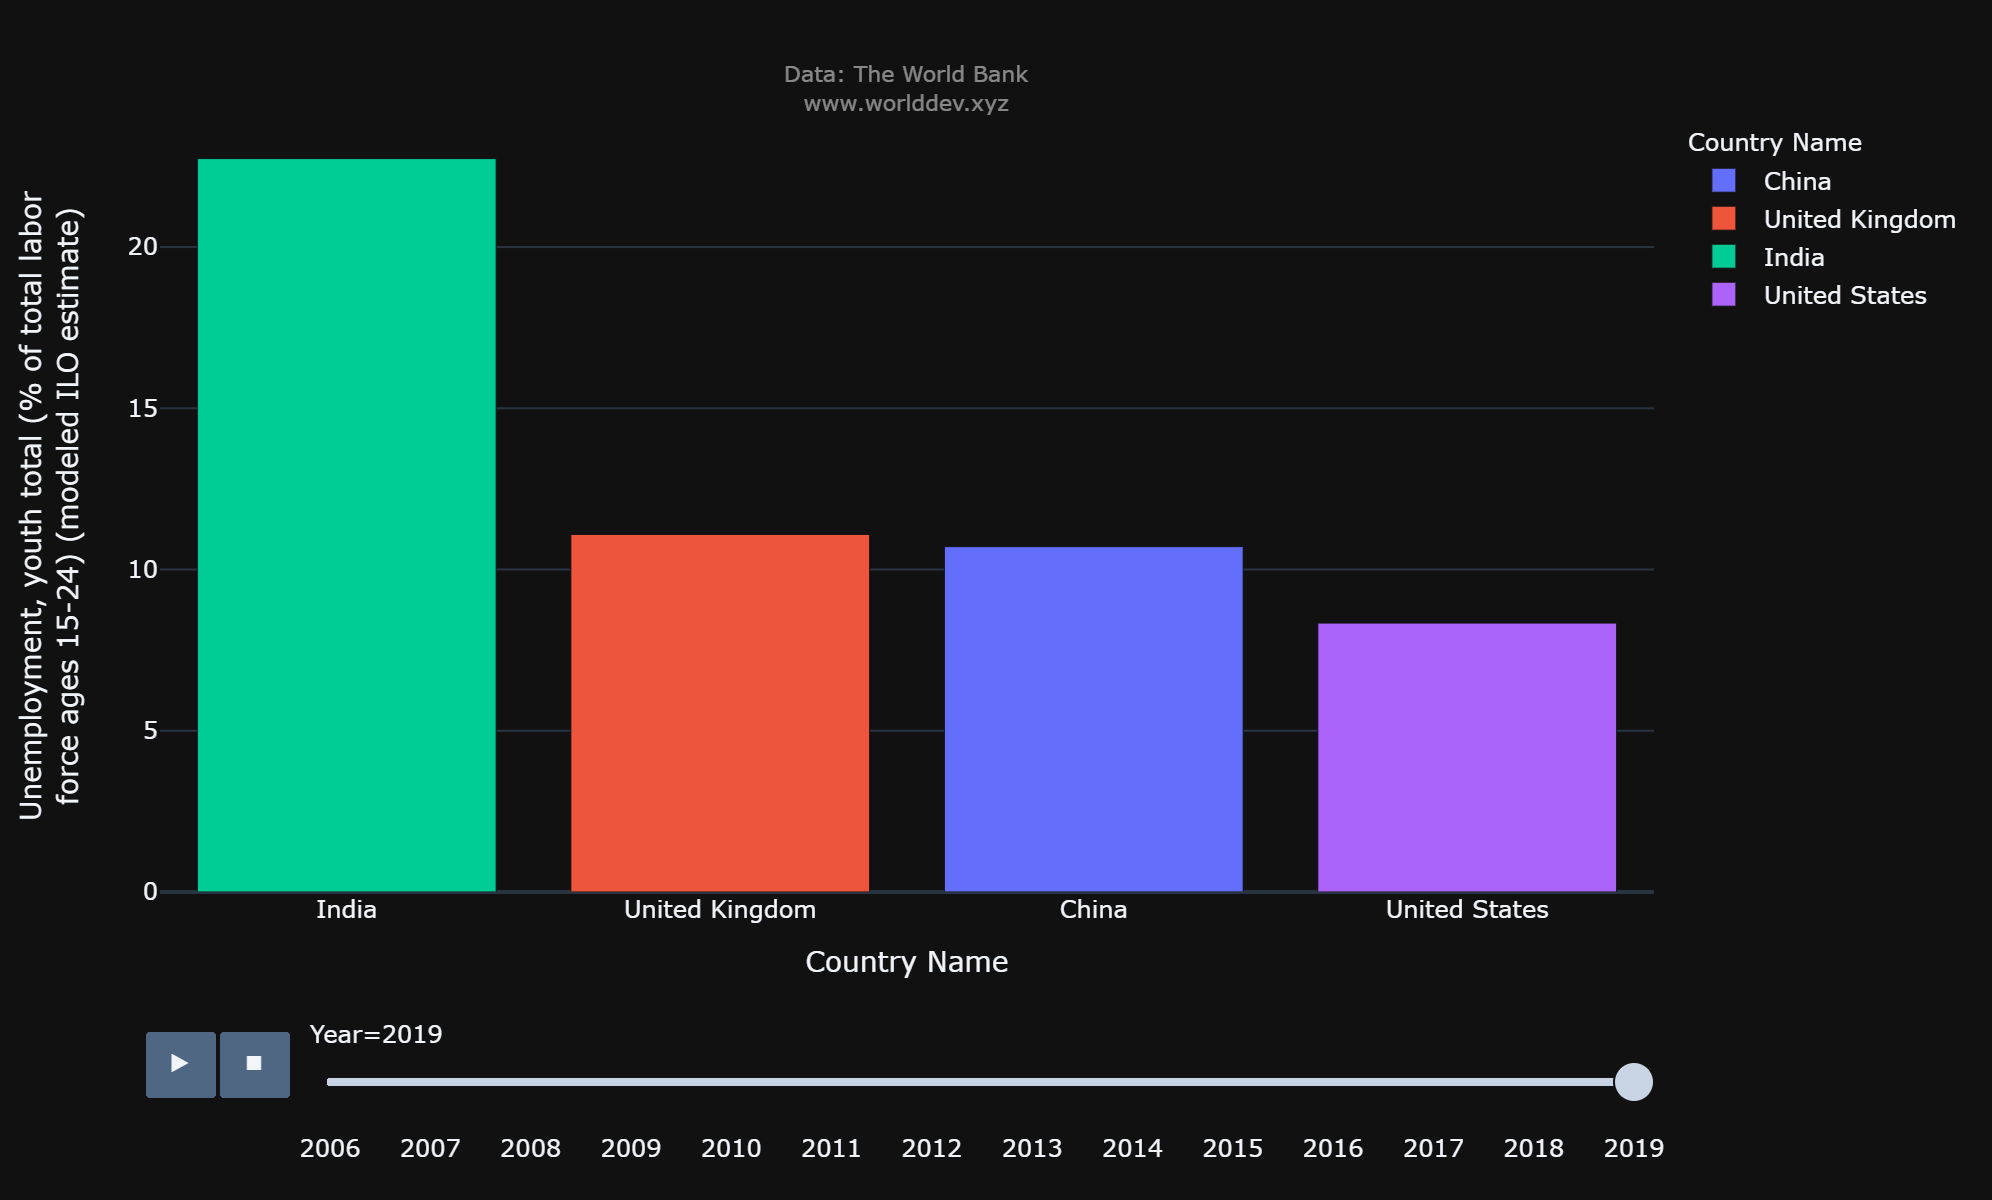 Data: The World Bank
www.worlddev.xyz
Unemployment, youth total (% of total labor
force ages 15-24) (modeled ILO estimate)
20
15
10
5
0
India
United Kingdom
China
United States
Country Name
Country Name
China
United Kingdom
India
United States
Year=2019
2006
2007
2008
2009
2010
2011
2012
2013
2014
2015
2016
2017
2018
2019